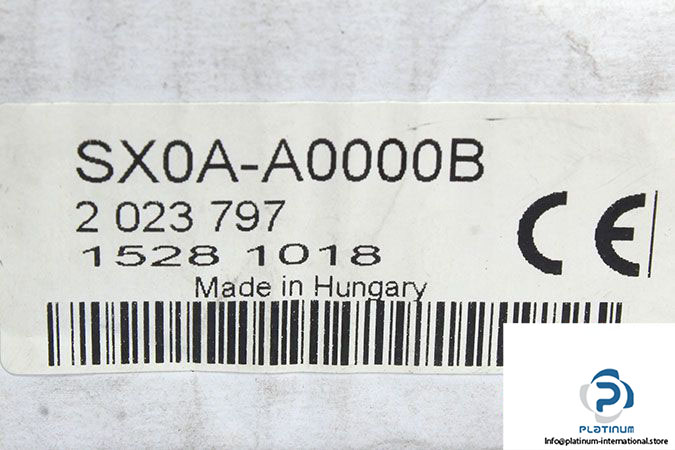 SX0A-A0000B
2 023 797
1528 1018
CE
Made in Hungary
PLATINUM
Info@platinum-international.store